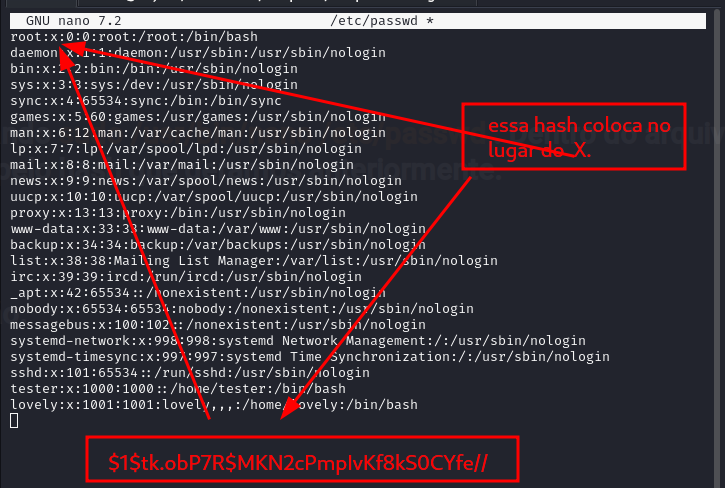 GNU nano 7.2 /etc/passwd *
root:x:0:0:root:/root:/bin/bash
daemon:x:1:1:daemon:/usr/sbin:/usr/sbin/nologin
bin:x:2:2:bin:/bin:/usr/sbin/nologin
sys:x:3:3:sys:/dev:/usr/sbin/nologin
sync:x:4:65534:sync:/bin:/bin/sync
games:x:5:60:games:/usr/games:/usr/sbin/nologin
man:x:6:12:man:/var/cache/man:/usr/sbin/nologin
essa hash coloca no
lugar do X.
lp:x:7:7:lp:/var/spool/lpd:/usr/sbin/nologin
mail:x:8:8:mail:/var/mail:/usr/sbin/nologin
news:x:9:9:news:/var/spool/news:/usr/sbin/nologin
uucp:x:10:10:uucp:/var/spool/uucp:/usr/sbin/nologin
proxy:x:13:13:proxy:/bin:/usr/sbin/nologin
www-data:x:33:33:www-data:/var/www:/usr/sbin/nologin
backup:x:34:34:backup:/var/backups:/usr/sbin/nologin
list:x:38:38:Mailing List Manager:/var/list:/usr/sbin/nologin
irc:x:39:39:ircd:/run/ircd:/usr/sbin/nologin
_apt:x:42:65534::/nonexistent:/usr/sbin/nologin
nobody:x:65534:65534:nobody:/nonexistent:/usr/sbin/nologin
messagebus:x:100:102::/nonexistent:/usr/sbin/nologin
systemd-network:x:998:998:systemd Network Management:/:/usr/sbin/nologin
systemd-timesync:x:997:997:systemd Time Synchronization:/:/usr/sbin/nologin
sshd:x:101:65534::/run/sshd:/usr/sbin/nologin
tester:x:1000:1000::/home/tester:/bin/bash
lovely:x:1001:1001:lovely,,,:/home/lovely:/bin/bash
$1$tk.obP7R$MKN2cPmpIvKf8kS0CYfe//